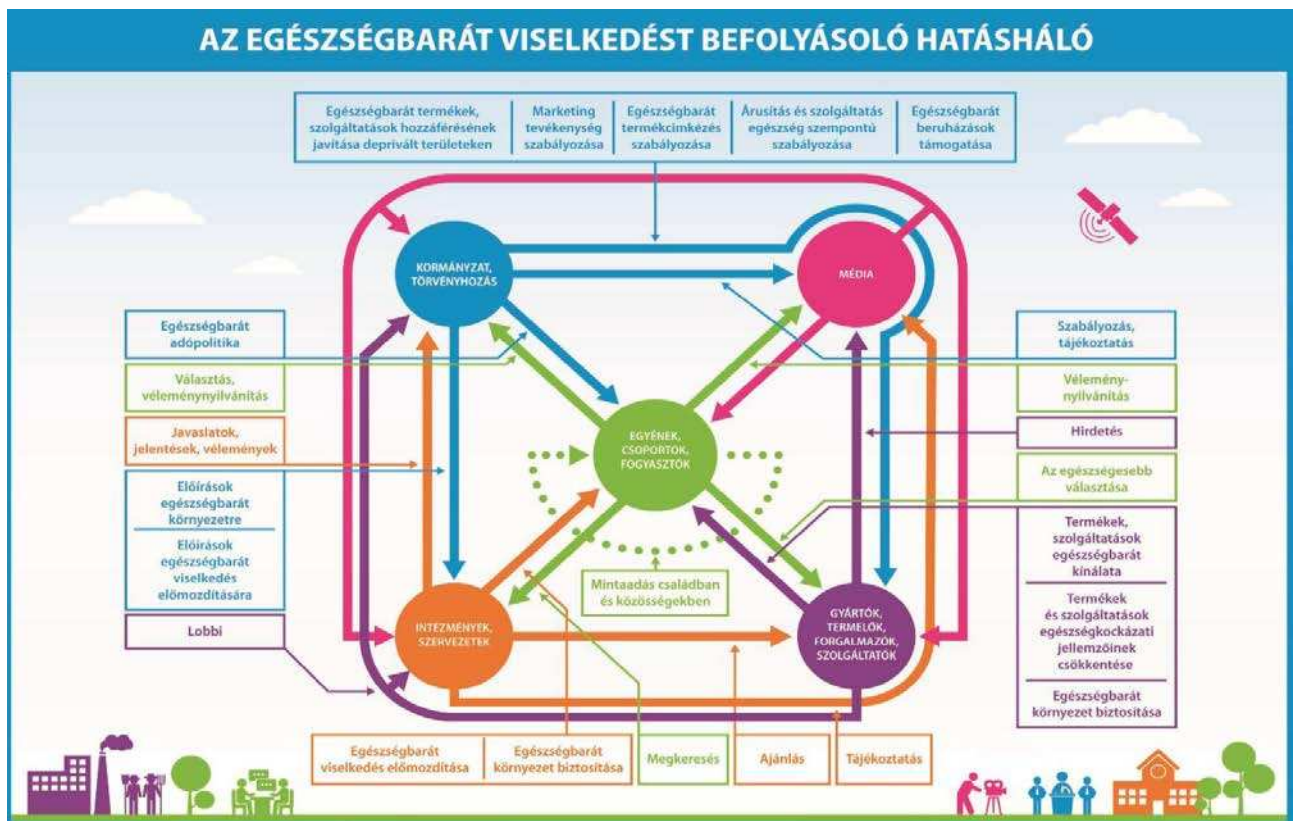 AZ EGÉSZSÉGBARÁT VISELKEDÉST BEFOLYÁSOLÓ HATÁSHÁLÓ
Egészségbarát termékek,
szolgáltatások hozzáférésének
javítása deprivált területeken
Marketing
tevékenység
szabályozása
Egészségbarát
termékcimkézés
szabályozása
Árusítás és szolgáltatás
egészség szempontú
szabályozása
Egészségbarát
beruházások
támogatása
KORMÁNYZAT,
TÖRVÉNYHOZÁS
MÉDIA
Egészségbarát
adópolitika
Választás,
véleménynyilvánítás
Javaslatok,
jelentések, vélemények
Előírások
egészségbarát
környezetre
Előírások
egészségbarát
viselkedés
előmozdítására
Lobbi
EGYÉNEK,
CSOPORTOK,
FOGYASZTÓK
Szabályozás,
tájékoztatás
Vélemény-
nyilvánítás
Hirdetés
Az egészségesebb
választása
Termékek,
szolgáltatások
egészségbarát
kínálata
Termékek
és szolgáltatások
egészségkockázati
jellemzőinek
csökkentése
Egészségbarát
környezet biztosítása
Mintaadás családban
és közösségekben
INTÉZMÉNYEK,
SZERVEZETEK
GYÁRTÓK,
TERMELŐK,
FORGALMAZÓK,
SZOLGÁLTATÓK
Egészségbarát
viselkedés előmozdítása
Egészségbarát
környezet biztosítása
Megkeresés
Ajánlás
Tájékoztatás